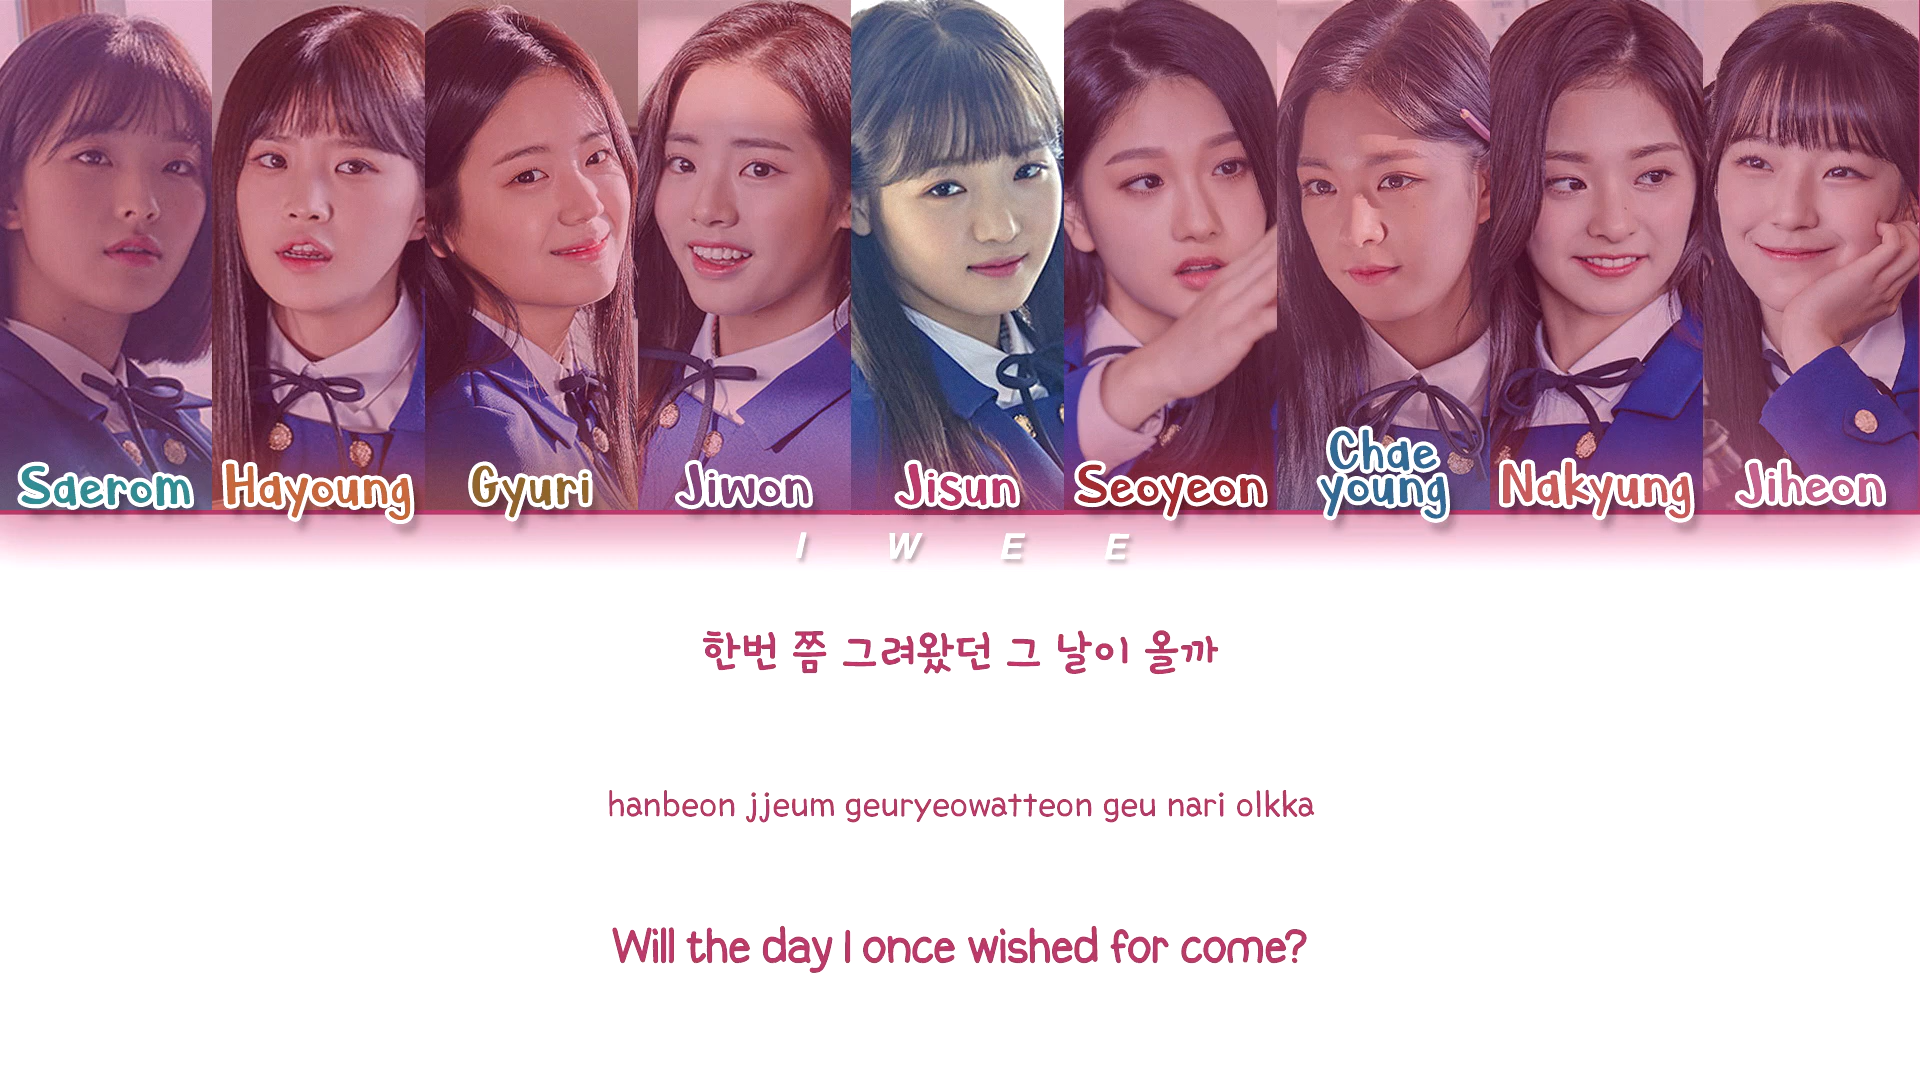 Saerom
Hayoung
Gyuri
Jiwon
Jisun
Seoyeon
Chae
young
Nakyung
Jiheon
I W E E
한번 쯤 그려왔던 그 날이 올까
hanbeon jjeum geuryeowatteon geu nari olkka
Will the day I once wished for come?